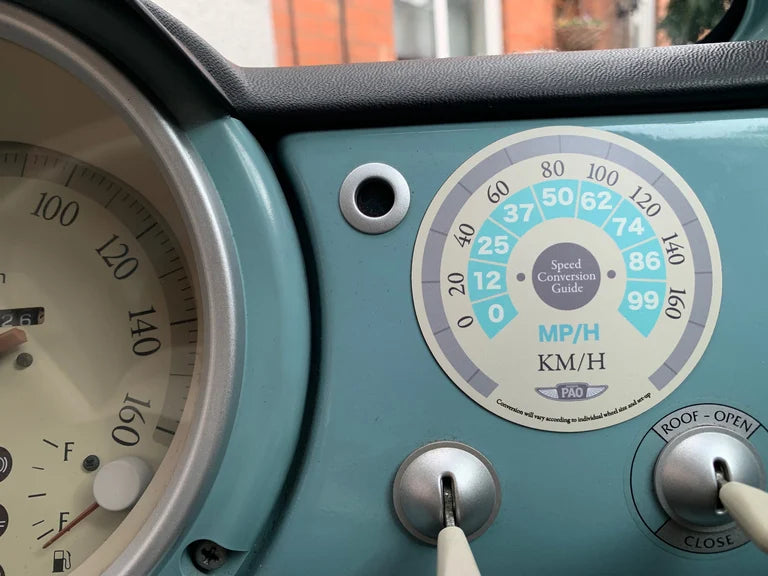 100
120
140
160
26
F
F
0
20
40
60
80
100
120
140
160
0
12
25
37
50
62
74
86
99
Speed
Conversion
Guide
MP/H
KM/H
PAO
Conversion will vary according to individual wheel size and set-up
ROOF - OPEN
CLOSE